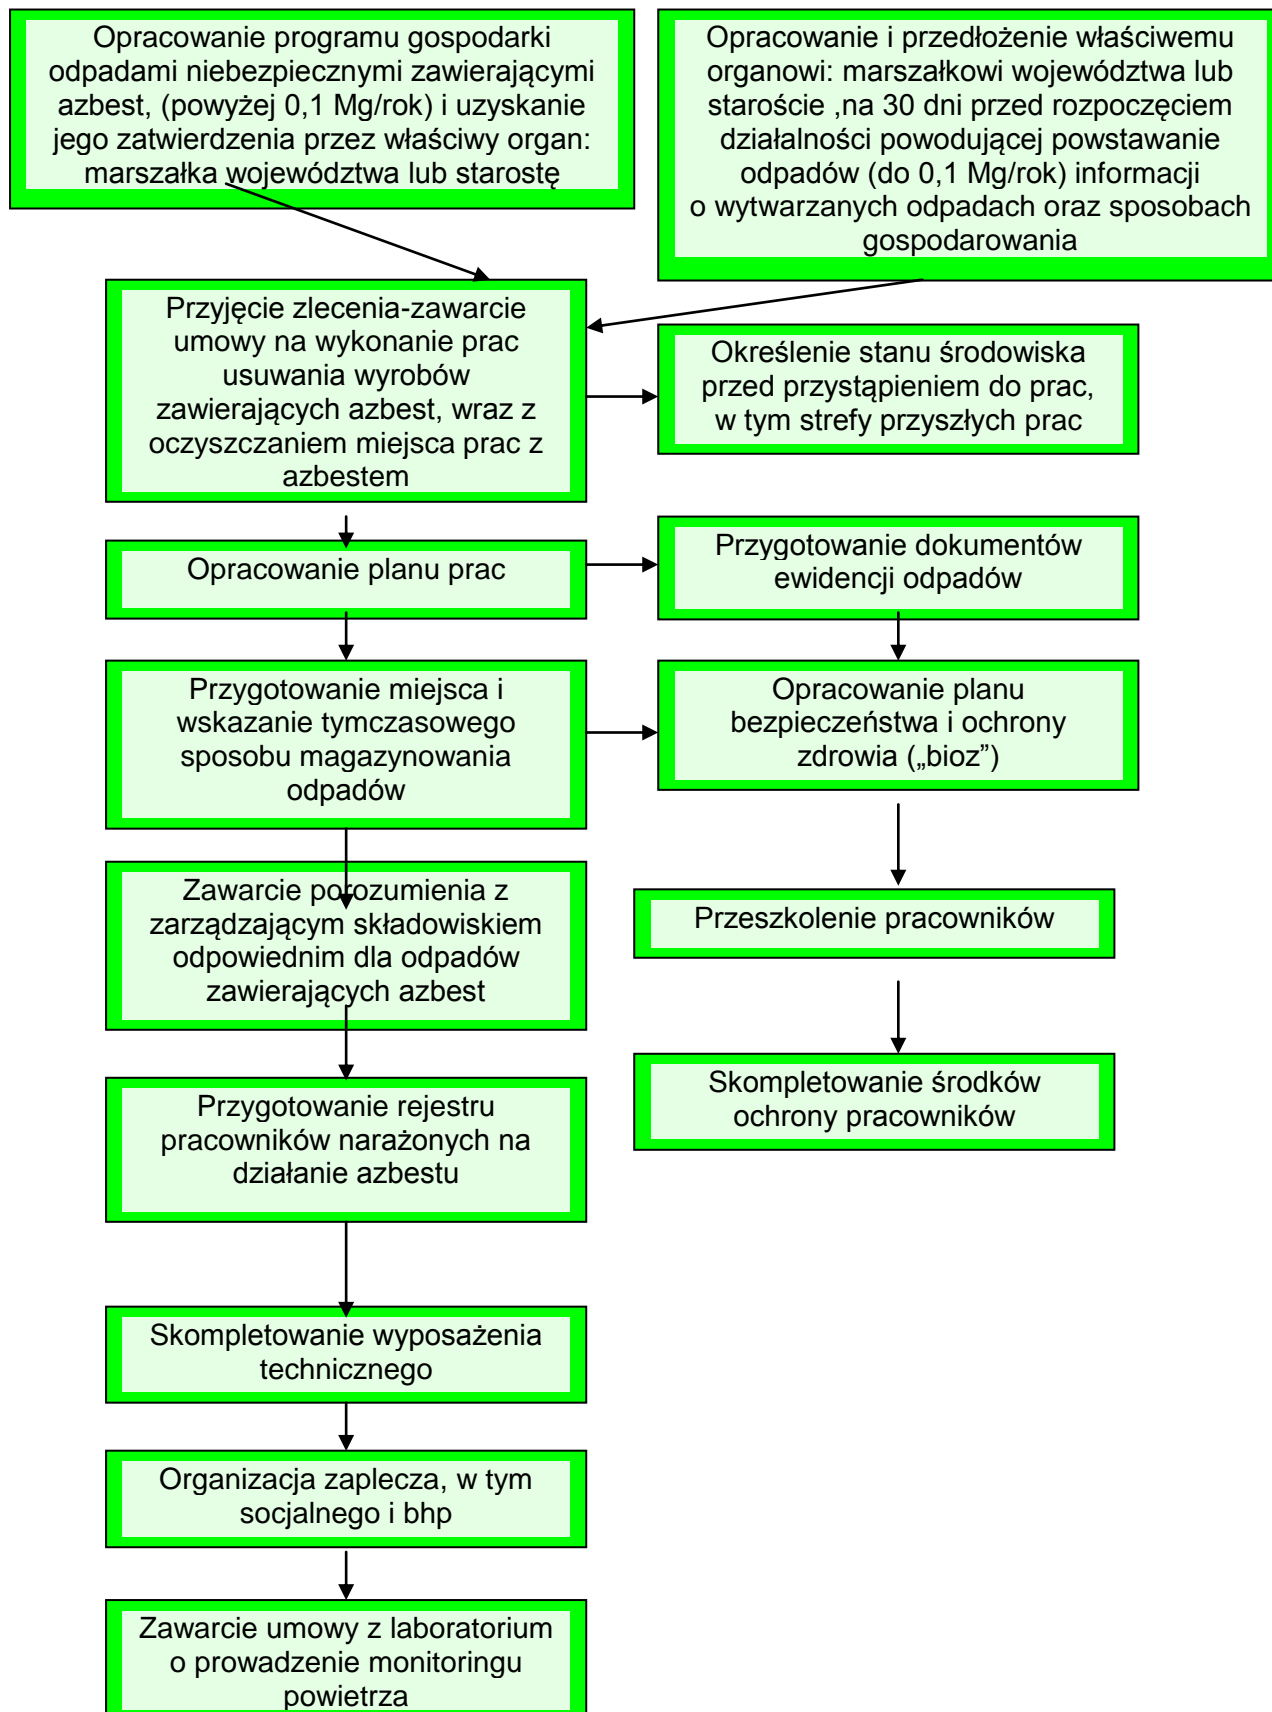 Opracowanie programu gospodarki
odpadami niebezpiecznymi zawierającymi
azbest, (powyżej 0,1 Mg/rok) i uzyskanie
jego zatwierdzenia przez właściwy organ:
marszałka województwa lub starostę
Opracowanie i przedłożenie właściwemu
organowi: marszałkowi województwa lub
staroście ,na 30 dni przed rozpoczęciem
działalności powodującej powstawanie
odpadów (do 0,1 Mg/rok) informacji
o wytwarzanych odpadach oraz sposobach
gospodarowania
Przyjęcie zlecenia-zawarcie
umowy na wykonanie prac
usuwania wyrobów
zawierających azbest, wraz z
oczyszczaniem miejsca prac z
azbestem
Określenie stanu środowiska
przed przystąpieniem do prac,
w tym strefy przyszłych prac
Opracowanie planu prac
Przygotowanie dokumentów
ewidencji odpadów
Przygotowanie miejsca i
wskazanie tymczasowego
sposobu magazynowania
odpadów
Opracowanie planu
bezpieczeństwa i ochrony
zdrowia („bioz”)
Zawarcie porozumienia z
zarządzającym składowiskiem
odpowiednim dla odpadów
zawierających azbest
Przeszkolenie pracowników
Przygotowanie rejestru
pracowników narażonych na
działanie azbestu
Skompletowanie środków
ochrony pracowników
Skompletowanie wyposażenia
technicznego
Organizacja zaplecza, w tym
socjalnego i bhp
Zawarcie umowy z laboratorium
o prowadzenie monitoringu
powietrza